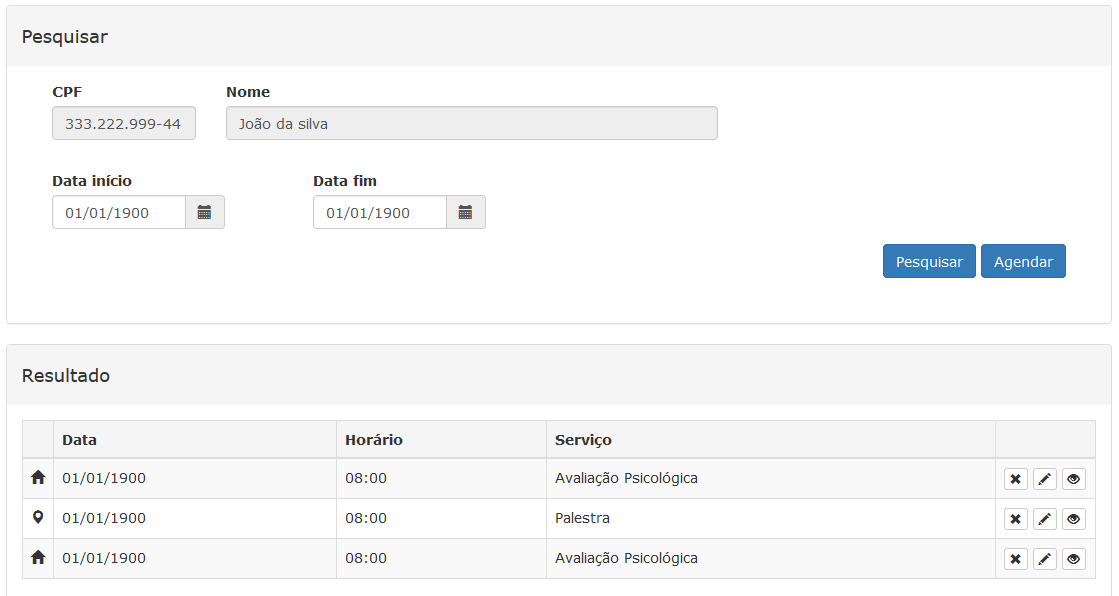 Pesquisar
CPF Nome
333.222.999-44 João da silva
Data início Data fim
01/01/1900 01/01/1900
Pesquisar Agendar
Resultado
Data Horário Serviço
01/01/1900 08:00 Avaliação Psicológica
01/01/1900 08:00 Palestra
01/01/1900 08:00 Avaliação Psicológica